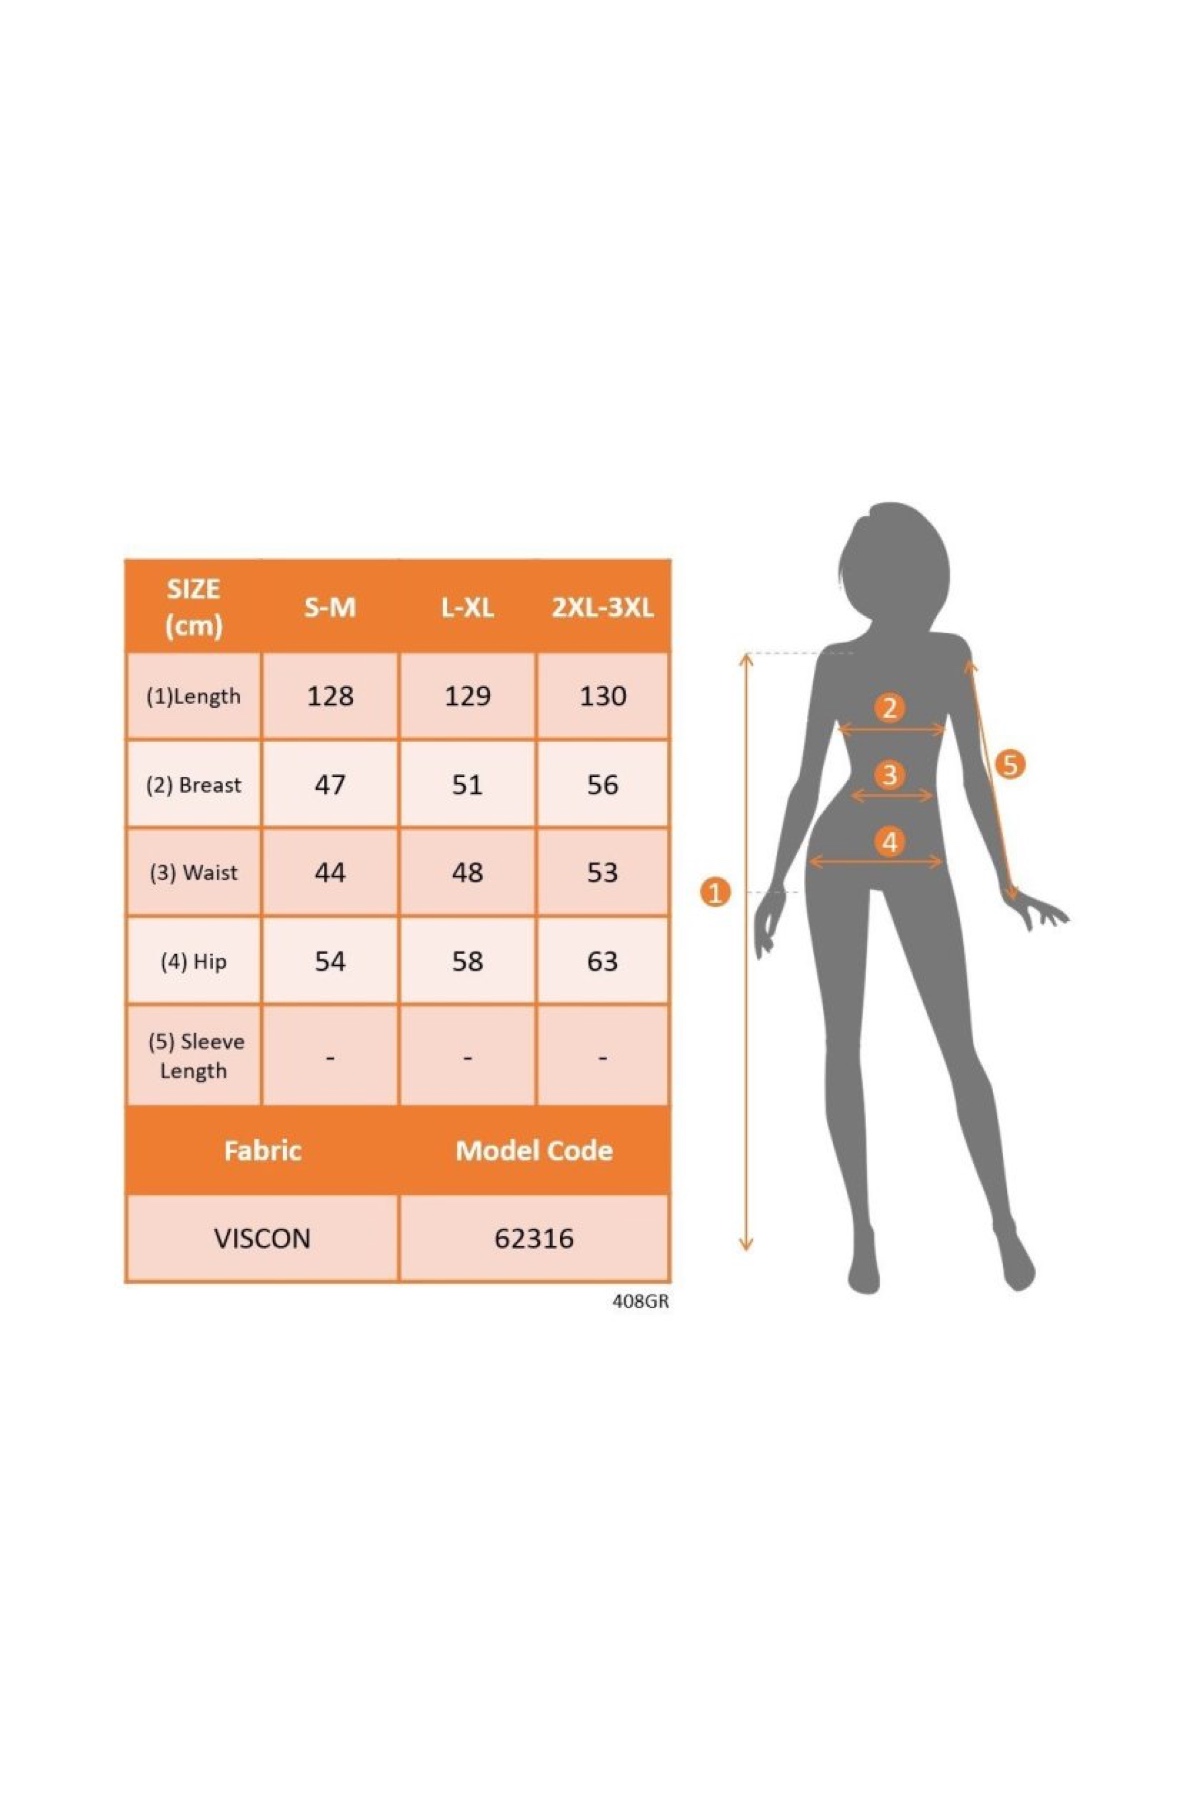 SIZE
(cm)
S-M
L-XL
2XL-3XL
(1)Length
128
129
130
(2) Breast
47
51
56
(3) Waist
44
48
53
(4) Hip
54
58
63
(5) Sleeve
Length
-
-
-
Fabric
Model Code
VISCON
62316
408GR
2
3
5
4
1